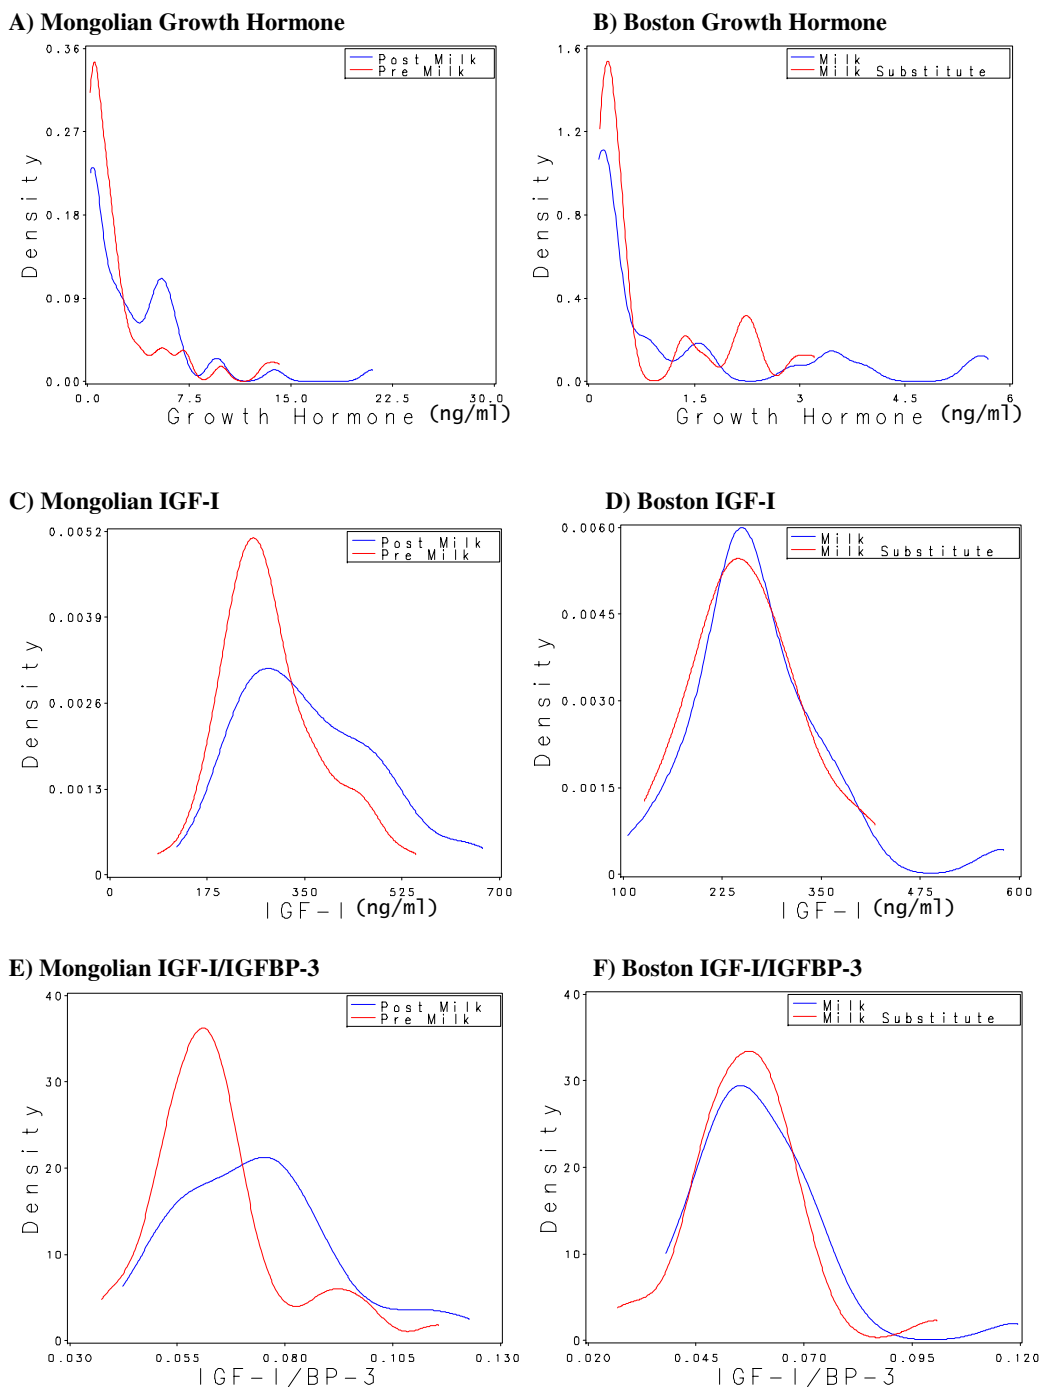 A) Mongolian Growth Hormone
Post Milk
Pre Milk
0.36
0.27
0.18
0.09
0.00
Density
0.0 7.5 15.0 22.5 30.0
Growth Hormone (ng/ml)
B) Boston Growth Hormone
Milk
Milk Substitute
1.6
1.2
0.8
0.4
0.0
Density
0 1.5 3 4.5 6
Growth Hormone (ng/ml)
C) Mongolian IGF-I
Post Milk
Pre Milk
0.0052
0.0039
0.0026
0.0013
0
Density
0 175 350 525 700
IGF-I (ng/ml)
D) Boston IGF-I
Milk
Milk Substitute
0.0060
0.0045
0.0030
0.0015
0
Density
100 225 350 475 600
IGF-I (ng/ml)
E) Mongolian IGF-I/IGFBP-3
Post Milk
Pre Milk
40
30
20
10
0
Density
0.030 0.055 0.080 0.105 0.130
IGF-I/BP-3
F) Boston IGF-I/IGFBP-3
Milk
Milk Substitute
40
30
20
10
0
Density
0.020 0.045 0.070 0.095 0.120
IGF-I/BP-3